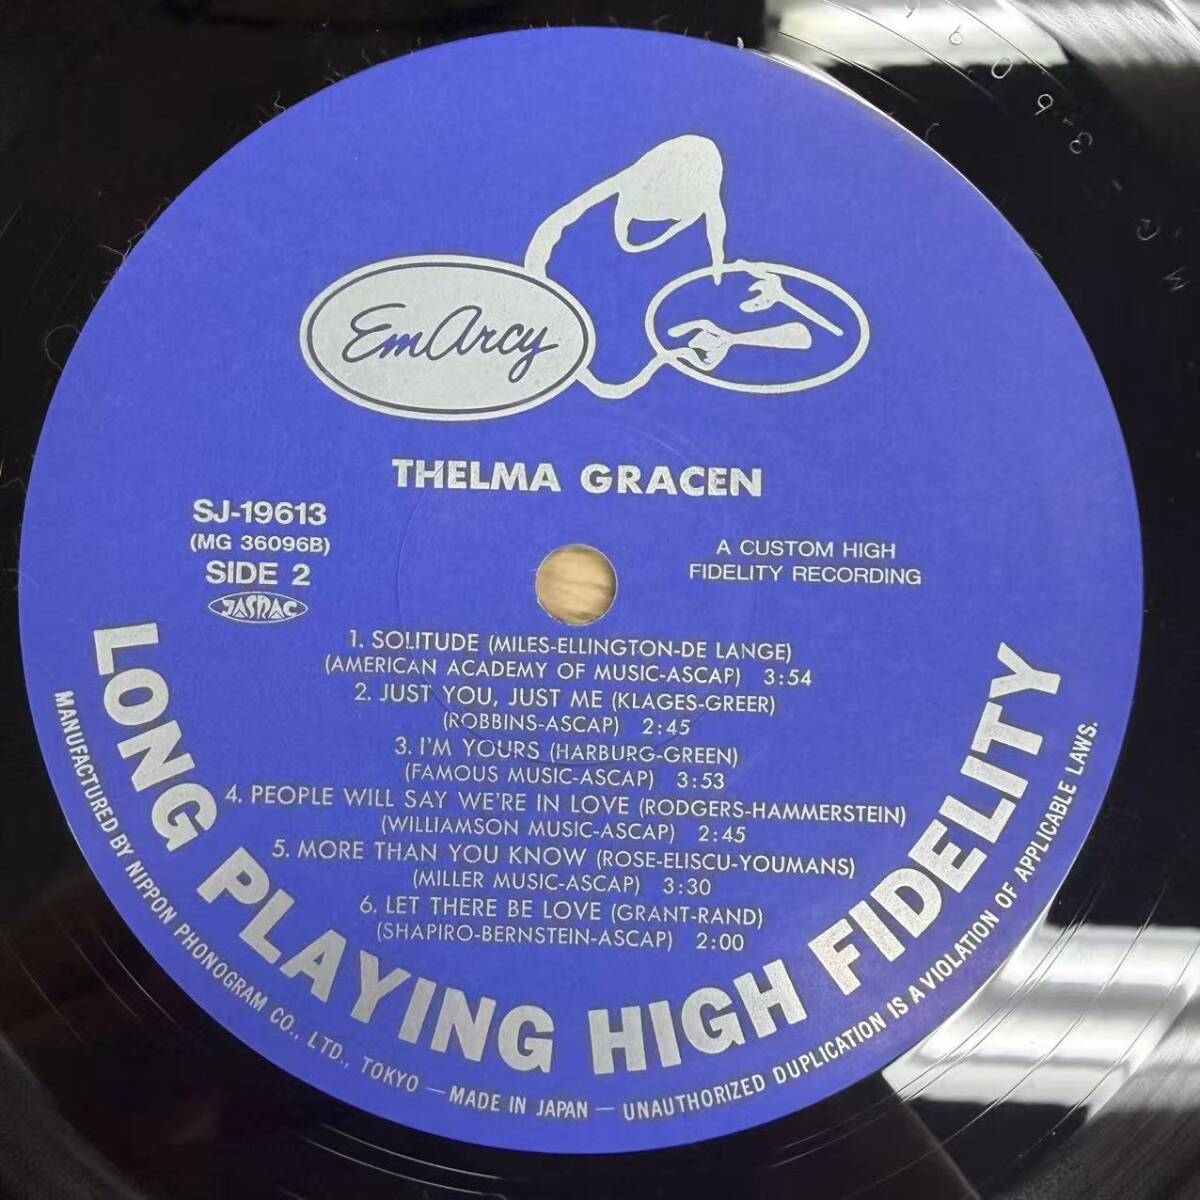 EmArcy
THELMA GRACEN
SJ-19613
(MG 36096B)
SIDE 2
JASRAC
A CUSTOM HIGH
FIDELITY RECORDING
1. SOLITUDE (MILES-ELLINGTON-DE LANGE)
(AMERICAN ACADEMY OF MUSIC-ASCAP) 3:54
2. JUST YOU, JUST ME (KLAGES-GREER)
(ROBBINS-ASCAP) 2:45
3. I'M YOURS (HARBURG-GREEN)
(FAMOUS MUSIC-ASCAP) 3:53
4. PEOPLE WILL SAY WE'RE IN LOVE (RODGERS-HAMMERSTEIN)
(WILLIAMSON MUSIC-ASCAP) 2:45
5. MORE THAN YOU KNOW (ROSE-ELISCU-YOUMANS)
(MILLER MUSIC-ASCAP) 3:30
6. LET THERE BE LOVE (GRANT-RAND)
(SHAPIRO-BERNSTEIN-ASCAP) 2:00
LONG PLAYING HIGH FIDELITY
MANUFACTURED BY NIPPON PHONOGRAM CO., LTD., TOKYO — MADE IN JAPAN — UNAUTHORIZED DUPLICATION IS A VIOLATION OF APPLICABLE LAWS.